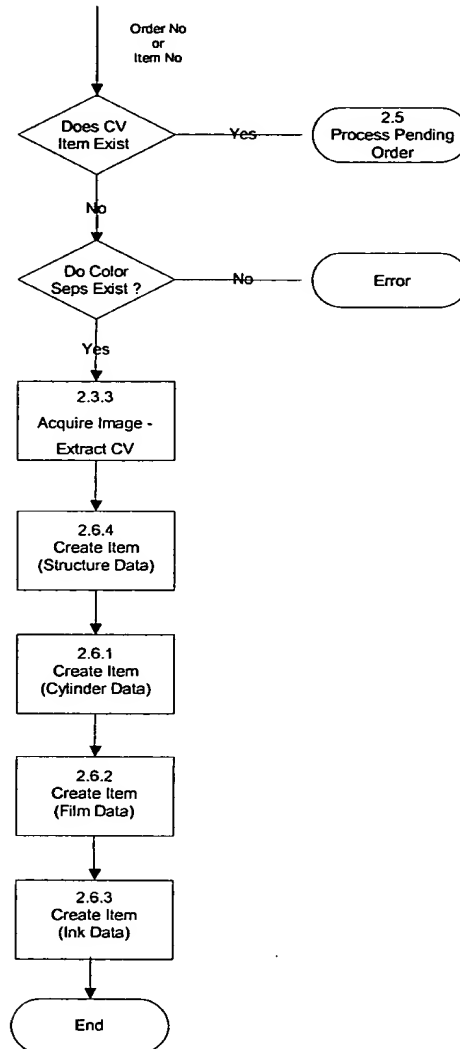 Order No
or
Item No
Does CV
Item Exist
Yes
2.5
Process Pending
Order
No
Do Color
Seps Exist ?
No
Error
Yes
2.3.3
Acquire Image -
Extract CV
2.6.4
Create Item
(Structure Data)
2.6.1
Create Item
(Cylinder Data)
2.6.2
Create Item
(Film Data)
2.6.3
Create Item
(Ink Data)
End